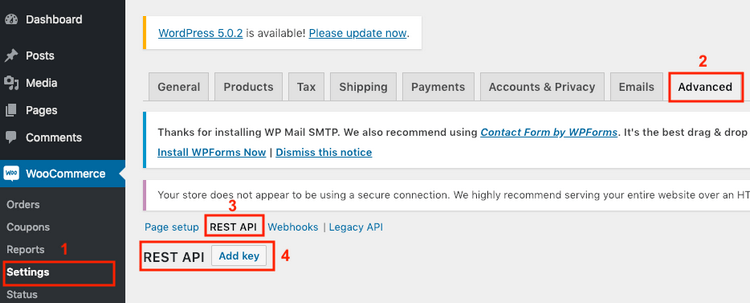 Dashboard
Posts
Media
Pages
Comments
WooCommerce
Orders
Coupons
Reports
1
Settings
Status
WordPress 5.0.2 is available! Please update now.
2
General Products Tax Shipping Payments Accounts & Privacy Emails Advanced
Thanks for installing WP Mail SMTP. We also recommend using Contact Form by WPForms. It's the best drag & drop
Install WPForms Now | Dismiss this notice
Your store does not appear to be using a secure connection. We highly recommend serving your entire website over an HT
3
Page setup REST API Webhooks | Legacy API
REST API Add key 4